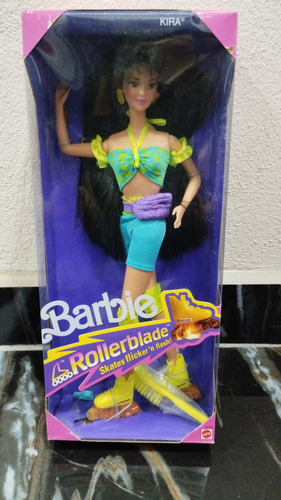 KIRA®
Barbie
Rollerblade
Skates flicker 'n flash!